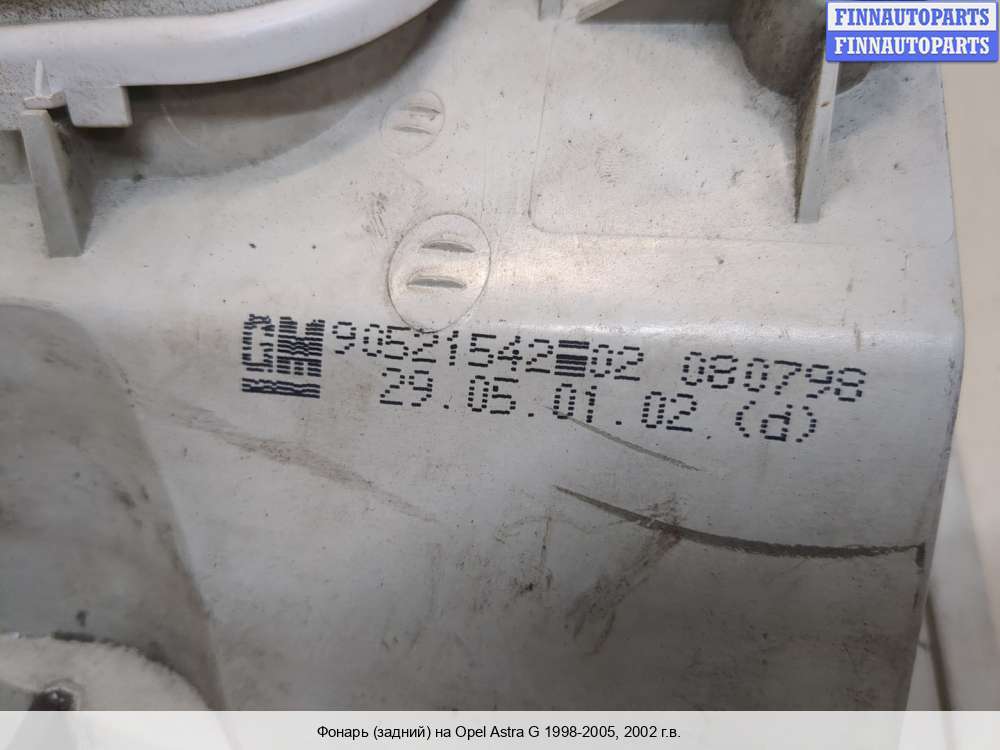 FINNAUTOPARTS
FINNAUTOPARTS
GM 90521542 02 080798
29.05.01.02 (d)
Фонарь (задний) на Opel Astra G 1998-2005, 2002 г.в.